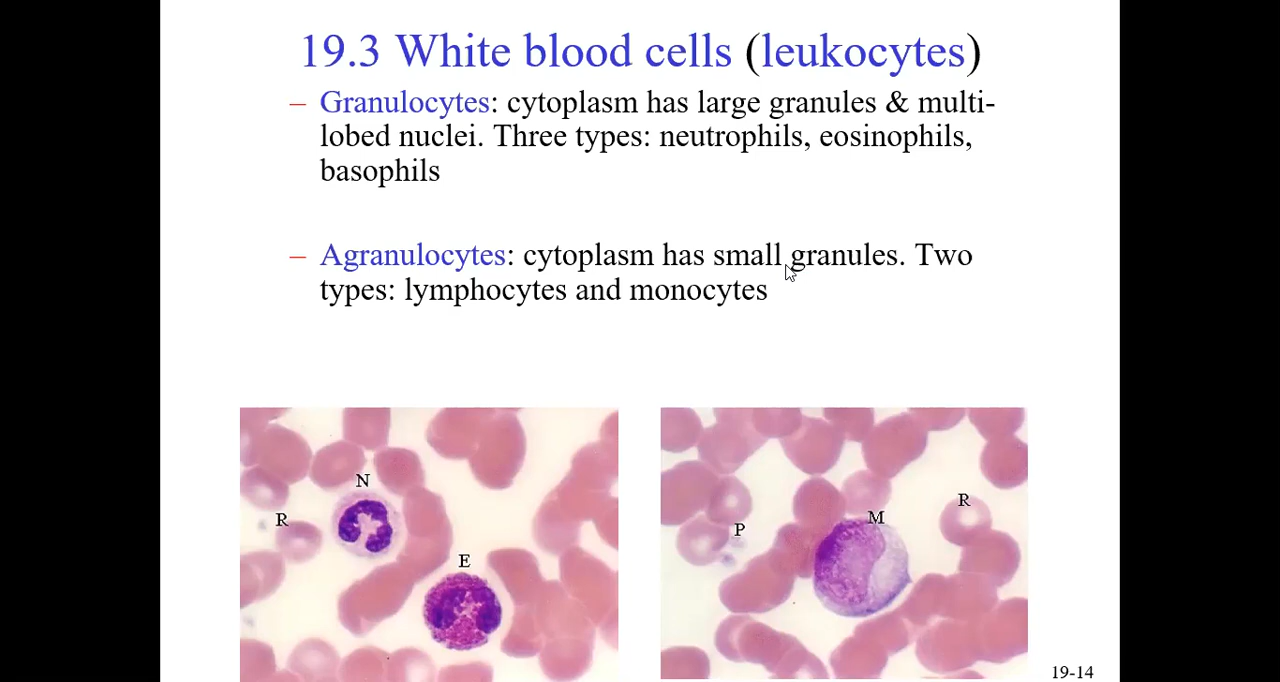 19.3 White blood cells (leukocytes)
– Granulocytes: cytoplasm has large granules & multi-
lobed nuclei. Three types: neutrophils, eosinophils,
basophils
– Agranulocytes: cytoplasm has small granules. Two
types: lymphocytes and monocytes
N
R
E
R
M
P
19-14